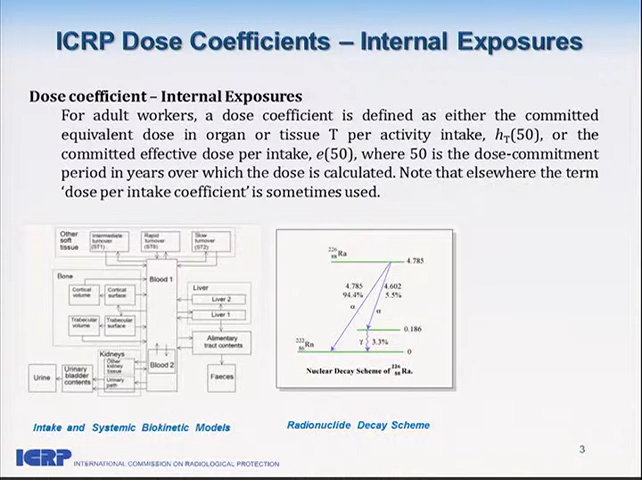 ICRP Dose Coefficients – Internal Exposures
Dose coefficient – Internal Exposures
For adult workers, a dose coefficient is defined as either the committed
equivalent dose in organ or tissue T per activity intake, hT(50), or the
committed effective dose per intake, e(50), where 50 is the dose-commitment
period in years over which the dose is calculated. Note that elsewhere the term
‘dose per intake coefficient’ is sometimes used.
Other
soft
tissue
Intermediate
turnover
(ST1)
Rapid
turnover
(ST0)
Slow
turnover
(ST2)
Blood 1
Bone
Cortical
volume
Cortical
surface
Trabecular
volume
Trabecular
surface
Liver
Liver 2
Liver 1
Kidneys
Other
kidney
tissue
Urinary
path
Blood 2
Alimentary
tract contents
Urine
Urinary
bladder
contents
Faeces
226
88 Ra
4.785
4.785
94.4%
α
4.602
5.5%
α
0.186
γ 3.3%
222
88 Rn
0
Nuclear Decay Scheme of 226 88 Ra.
Intake and Systemic Biokinetic Models
Radionuclide Decay Scheme
ICRP INTERNATIONAL COMMISSION ON RADIOLOGICAL PROTECTION
3